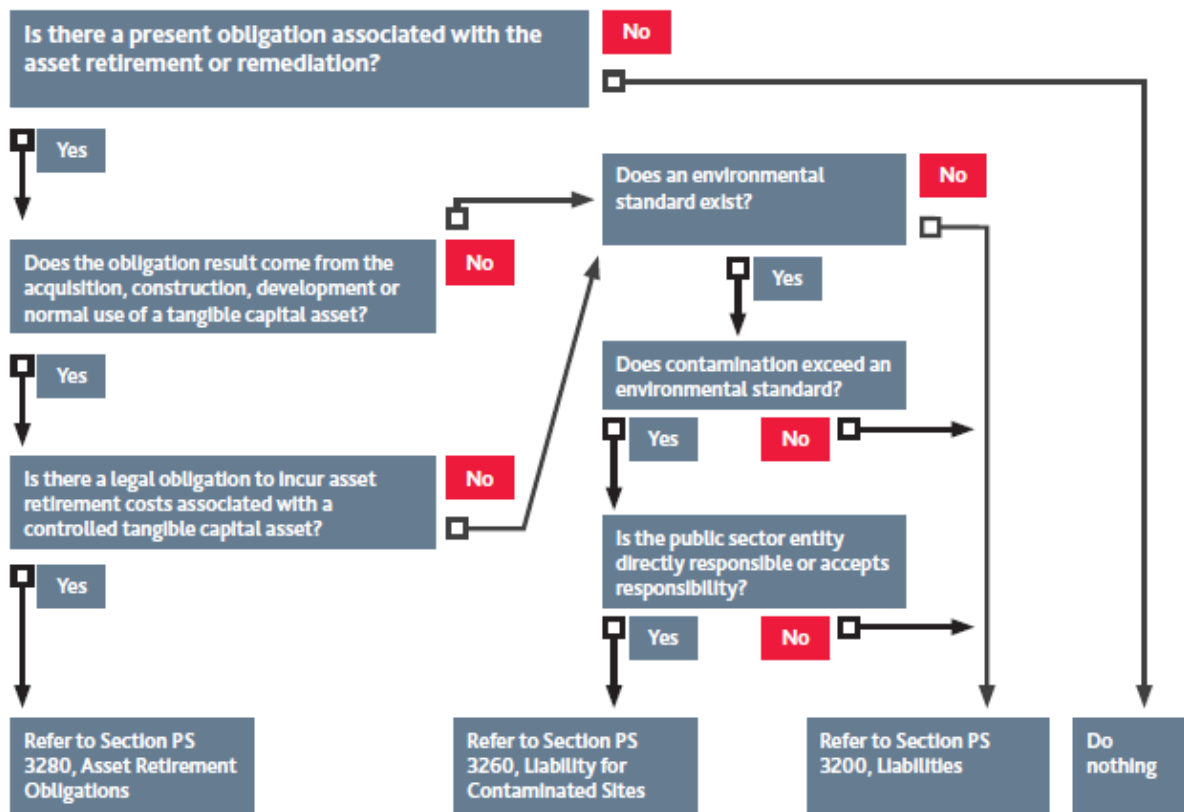 Is there a present obligation associated with the
asset retirement or remediation?
No
Yes
Does an environmental
standard exist?
No
Does the obligation result come from the
acquisition, construction, development or
normal use of a tangible capital asset?
No
Yes
Yes
Does contamination exceed an
environmental standard?
Yes
No
Is there a legal obligation to incur asset
retirement costs associated with a
controlled tangible capital asset?
No
Is the public sector entity
directly responsible or accepts
responsibility?
Yes
Yes
No
Refer to Section PS
3280, Asset Retirement
Obligations
Refer to Section PS
3260, Liability for
Contaminated Sites
Refer to Section PS
3200, Liabilities
Do
nothing